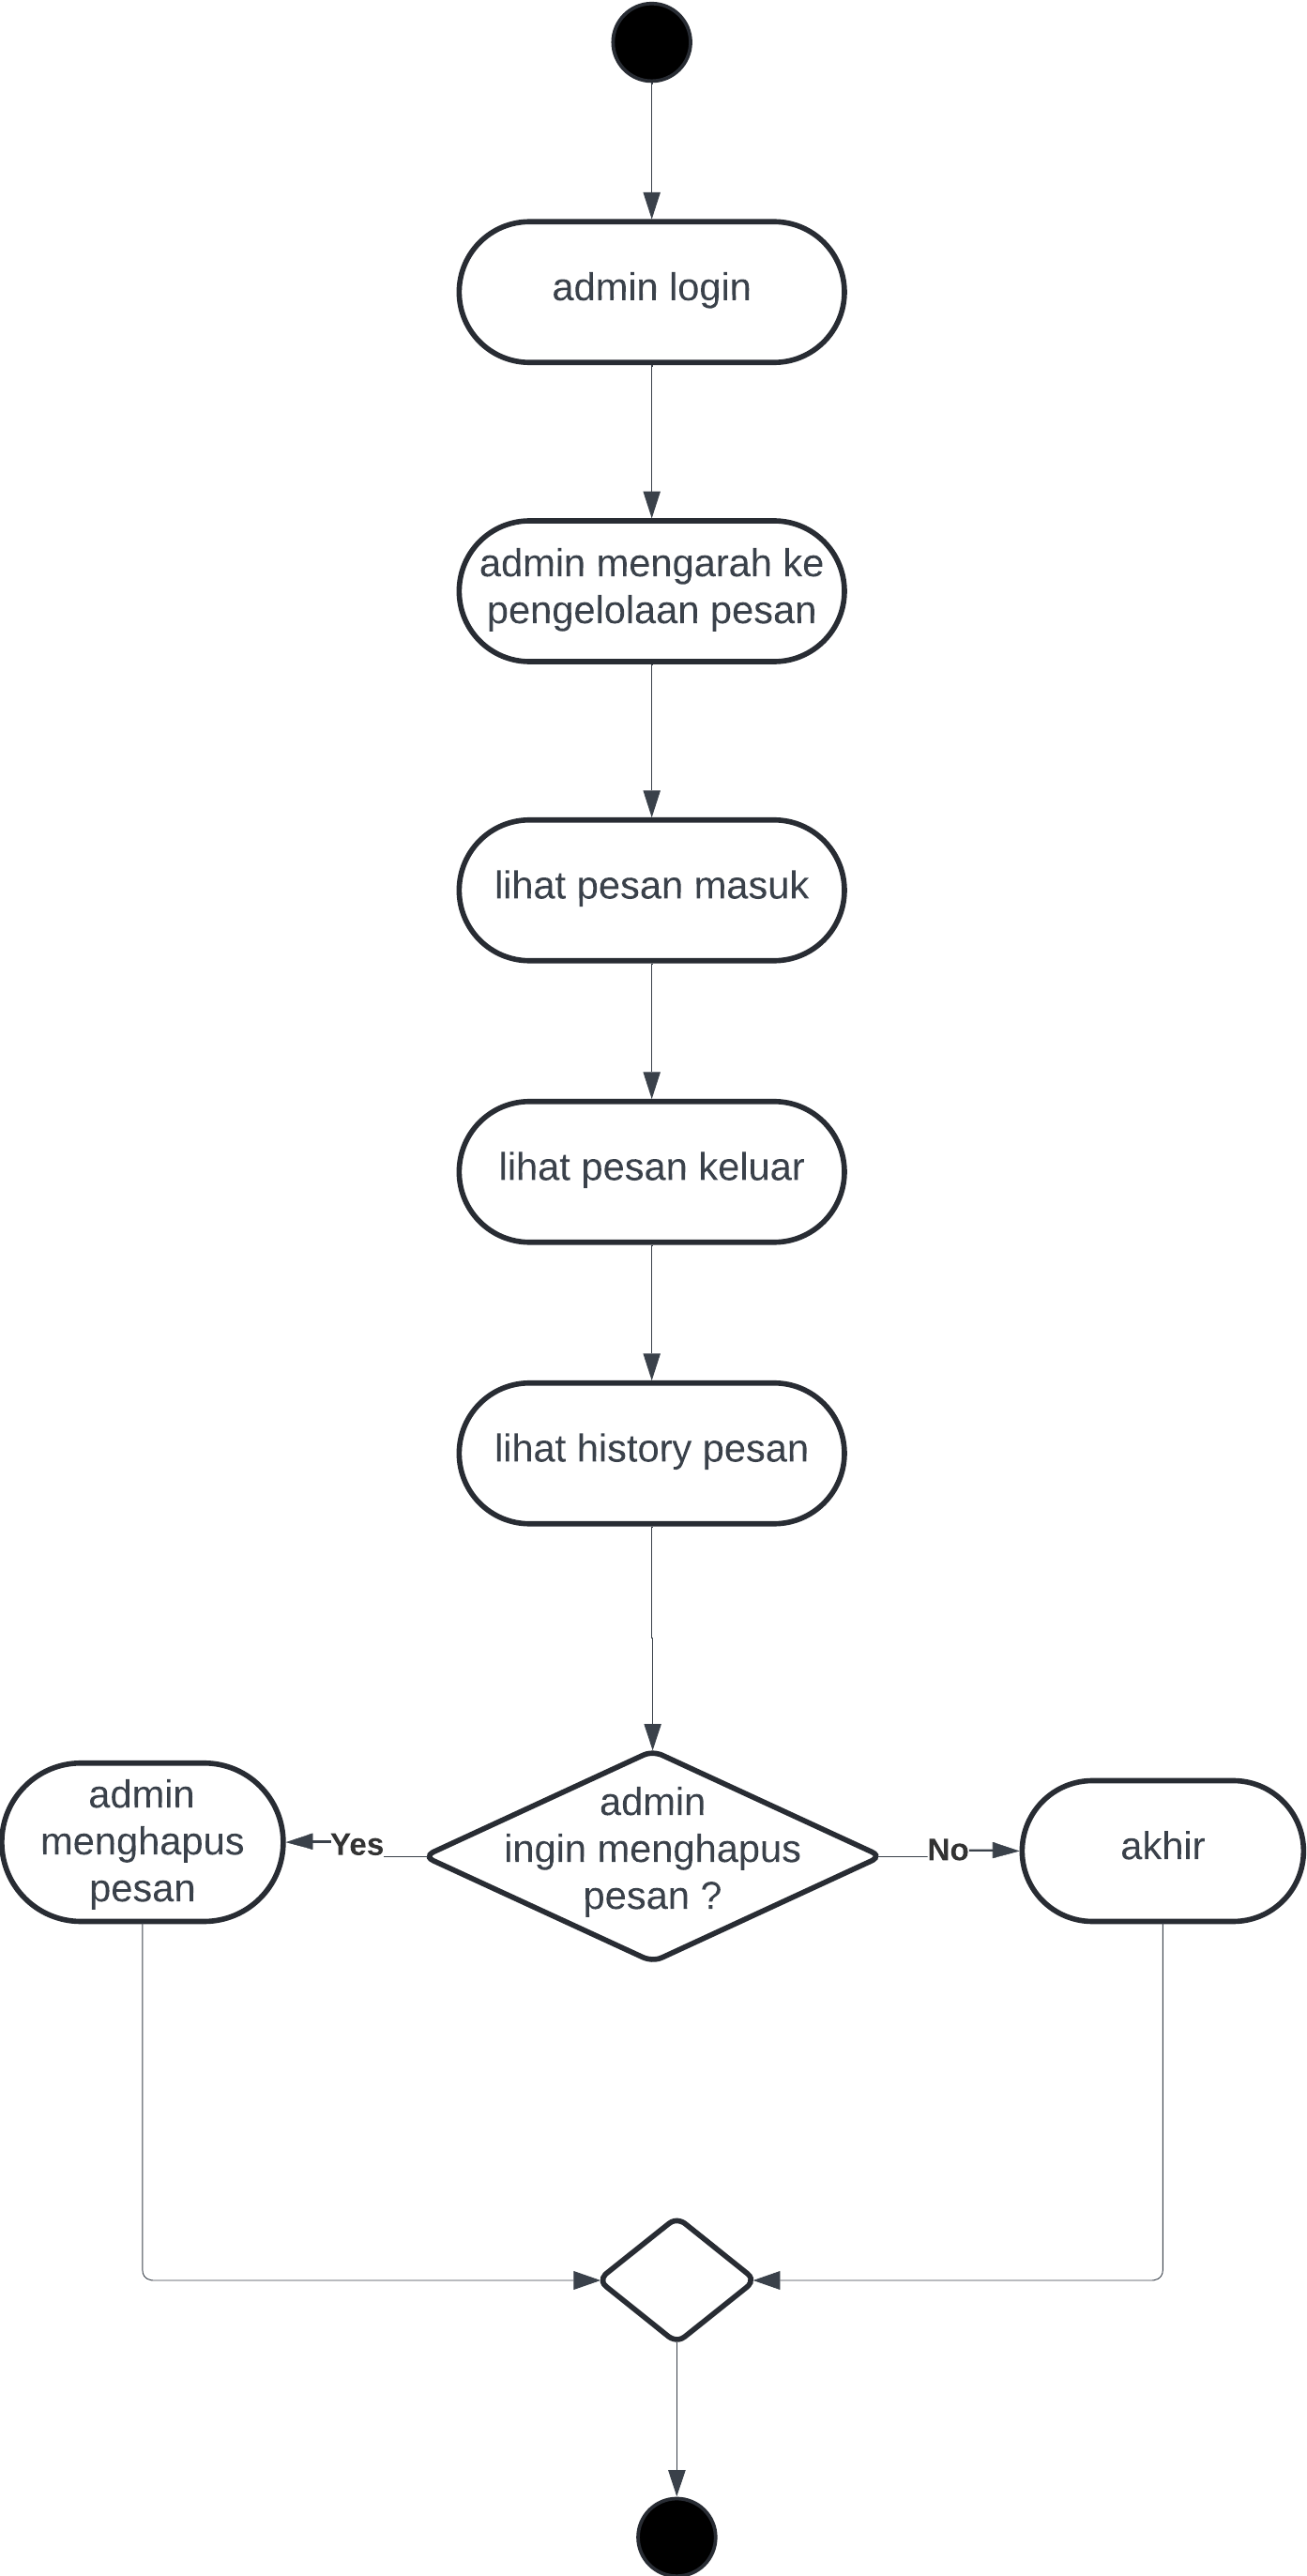 admin login
admin mengarah ke
pengelolaan pesan
lihat pesan masuk
lihat pesan keluar
lihat history pesan
admin
menghapus
pesan
Yes
admin
ingin menghapus
pesan ?
No
akhir